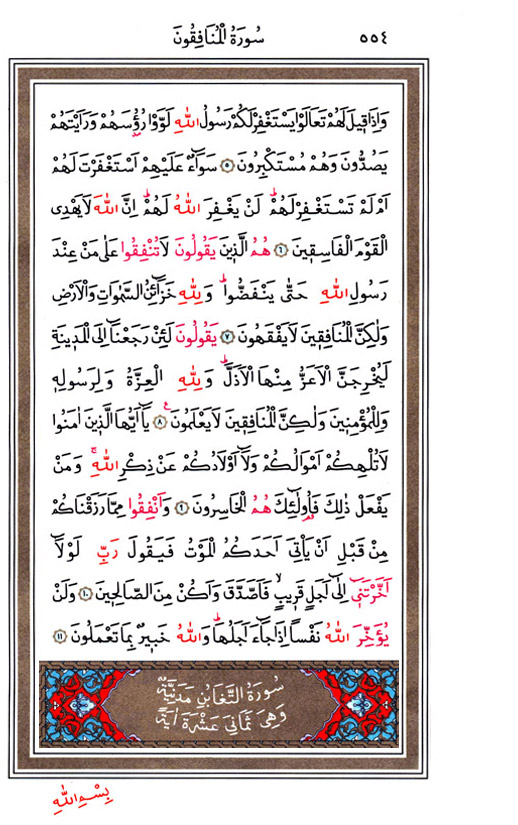 ٥٥٤
سُورَةُ الْمُنَافِقُونَ
وَاِذَا قٖيلَ لَهُمْ تَعَالَوْا يَسْتَغْفِرْ لَكُمْ رَسُولُ اللّٰهِ لَوَّوْا رُؤُ۫سَهُمْ وَرَاَيْتَهُمْ
يَصُدُّونَ وَهُمْ مُسْتَكْبِرُونَ ٥ سَوَٓاءٌ عَلَيْهِمْ اَسْتَغْفَرْتَ لَهُمْ
اَمْ لَمْ تَسْتَغْفِرْ لَهُمْۜ لَنْ يَغْفِرَ اللّٰهُ لَهُمْۜ اِنَّ اللّٰهَ لَا يَهْدِى
الْقَوْمَ الْفَاسِقٖينَ ٦ هُمُ الَّذٖينَ يَقُولُونَ لَا تُنْفِقُوا عَلٰى مَنْ عِنْدَ
رَسُولِ اللّٰهِ حَتّٰى يَنْفَضُّواۜ وَلِلّٰهِ خَزَٓائِنُ السَّمٰوَاتِ وَالْاَرْضِ
وَلٰكِنَّ الْمُنَافِقٖينَ لَا يَفْقَهُونَ ٧ يَقُولُونَ لَئِنْ رَجَعْنَٓا اِلَى الْمَدٖينَةِ
لَيُخْرِجَنَّ الْاَعَزُّ مِنْهَا الْاَذَلَّۜ وَلِلّٰهِ الْعِزَّةُ وَلِرَسُولِهٖ
وَلِلْمُؤْمِنٖينَ وَلٰكِنَّ الْمُنَافِقٖينَ لَا يَعْلَمُونَࣖ ٨ يَٓا اَيُّهَا الَّذٖينَ اٰمَنُوا
لَا تُلْهِكُمْ اَمْوَالُكُمْ وَلَٓا اَوْلَادُكُمْ عَنْ ذِكْرِ اللّٰهِۚ وَمَنْ
يَفْعَلْ ذٰلِكَ فَاُو۬لٰٓئِكَ هُمُ الْخَاسِرُونَ ٩ وَاَنْفِقُوا مِمَّا رَزَقْنَاكُمْ
مِنْ قَبْلِ اَنْ يَأْتِىَ اَحَدَكُمُ الْمَوْتُ فَيَقُولَ رَبِّ لَوْلَٓا
اَخَّرْتَنٖٓى اِلٰٓى اَجَلٍ قَرٖيبٍۙ فَاَصَّدَّقَ وَاَكُنْ مِنَ الصَّالِحٖينَ ١٠ وَلَنْ
يُؤَخِّرَ اللّٰهُ نَفْسًا اِذَا جَٓاءَ اَجَلُهَاۜ وَاللّٰهُ خَبٖيرٌ بِمَا تَعْمَلُونَ ١١
سُورَةُ التَّغَابُنِ مَدَنِيَّةٌ
وَهِىَ ثَمَانِىَ عَشْرَةَ اٰيَةً
بِسْمِ اللّٰهِ